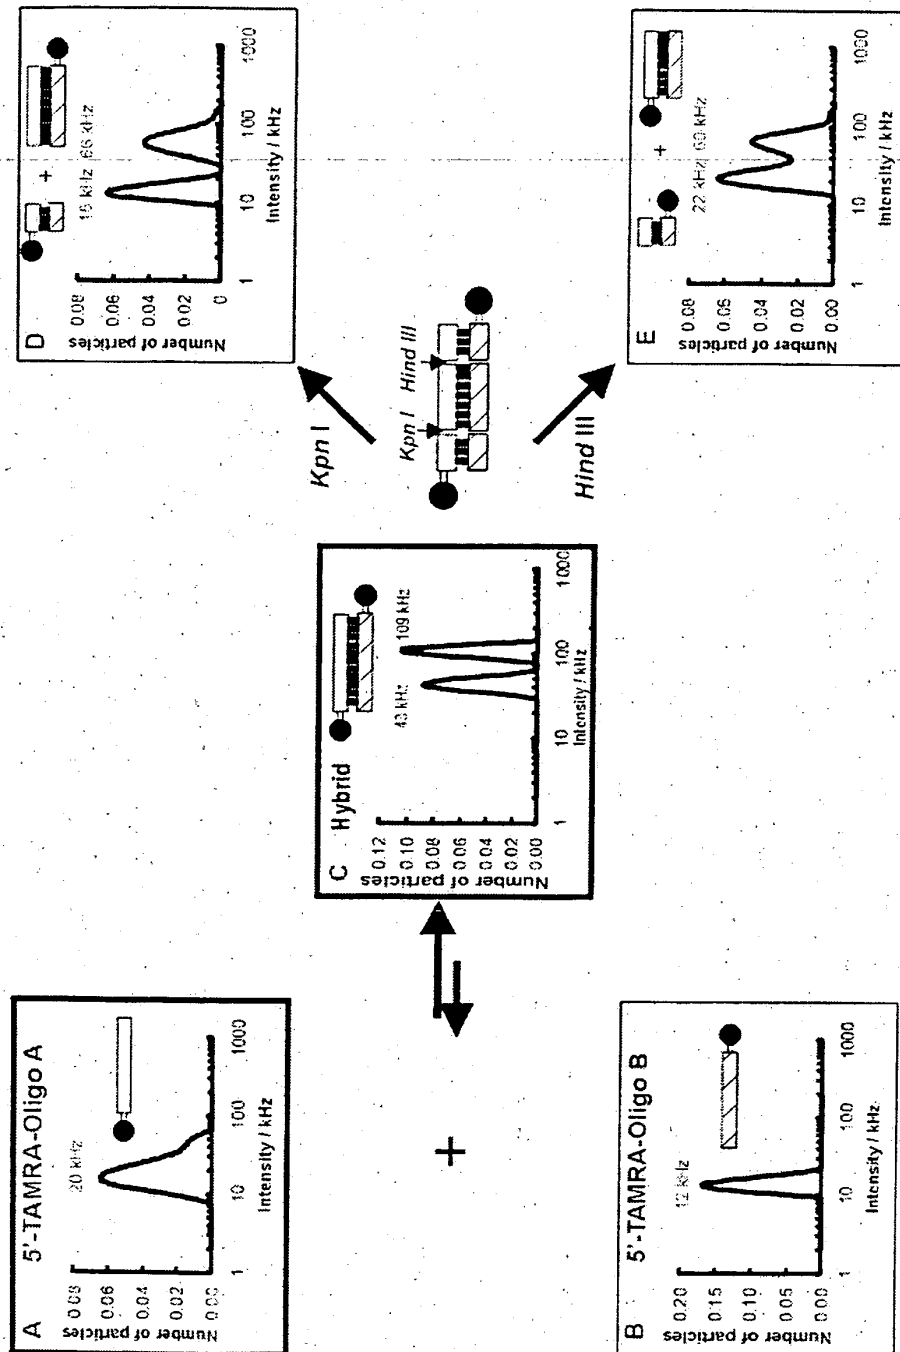 A 5'-TAMRA-Oligo A
20 kHz
Number of particles
0.08
0.06
0.04
0.02
0.00
1 10 100 1000
Intensity / kHz
+
B 5'-TAMRA-Oligo B
12 kHz
Number of particles
0.20
0.15
0.10
0.05
0.00
1 10 100 1000
Intensity / kHz
C Hybrid
43 kHz 109 kHz
Number of particles
0.12
0.10
0.08
0.06
0.04
0.02
0.00
1 10 100 1000
Intensity / kHz
Kpn I
Kpn I Hind III
Hind III
D
+
66 kHz
Number of particles
0.08
0.06
0.04
0.02
0
1 10 100 1000
Intensity / kHz
E
+
22 kHz 60 kHz
Number of particles
0.08
0.06
0.04
0.02
0.00
1 10 100 1000
Intensity / kHz